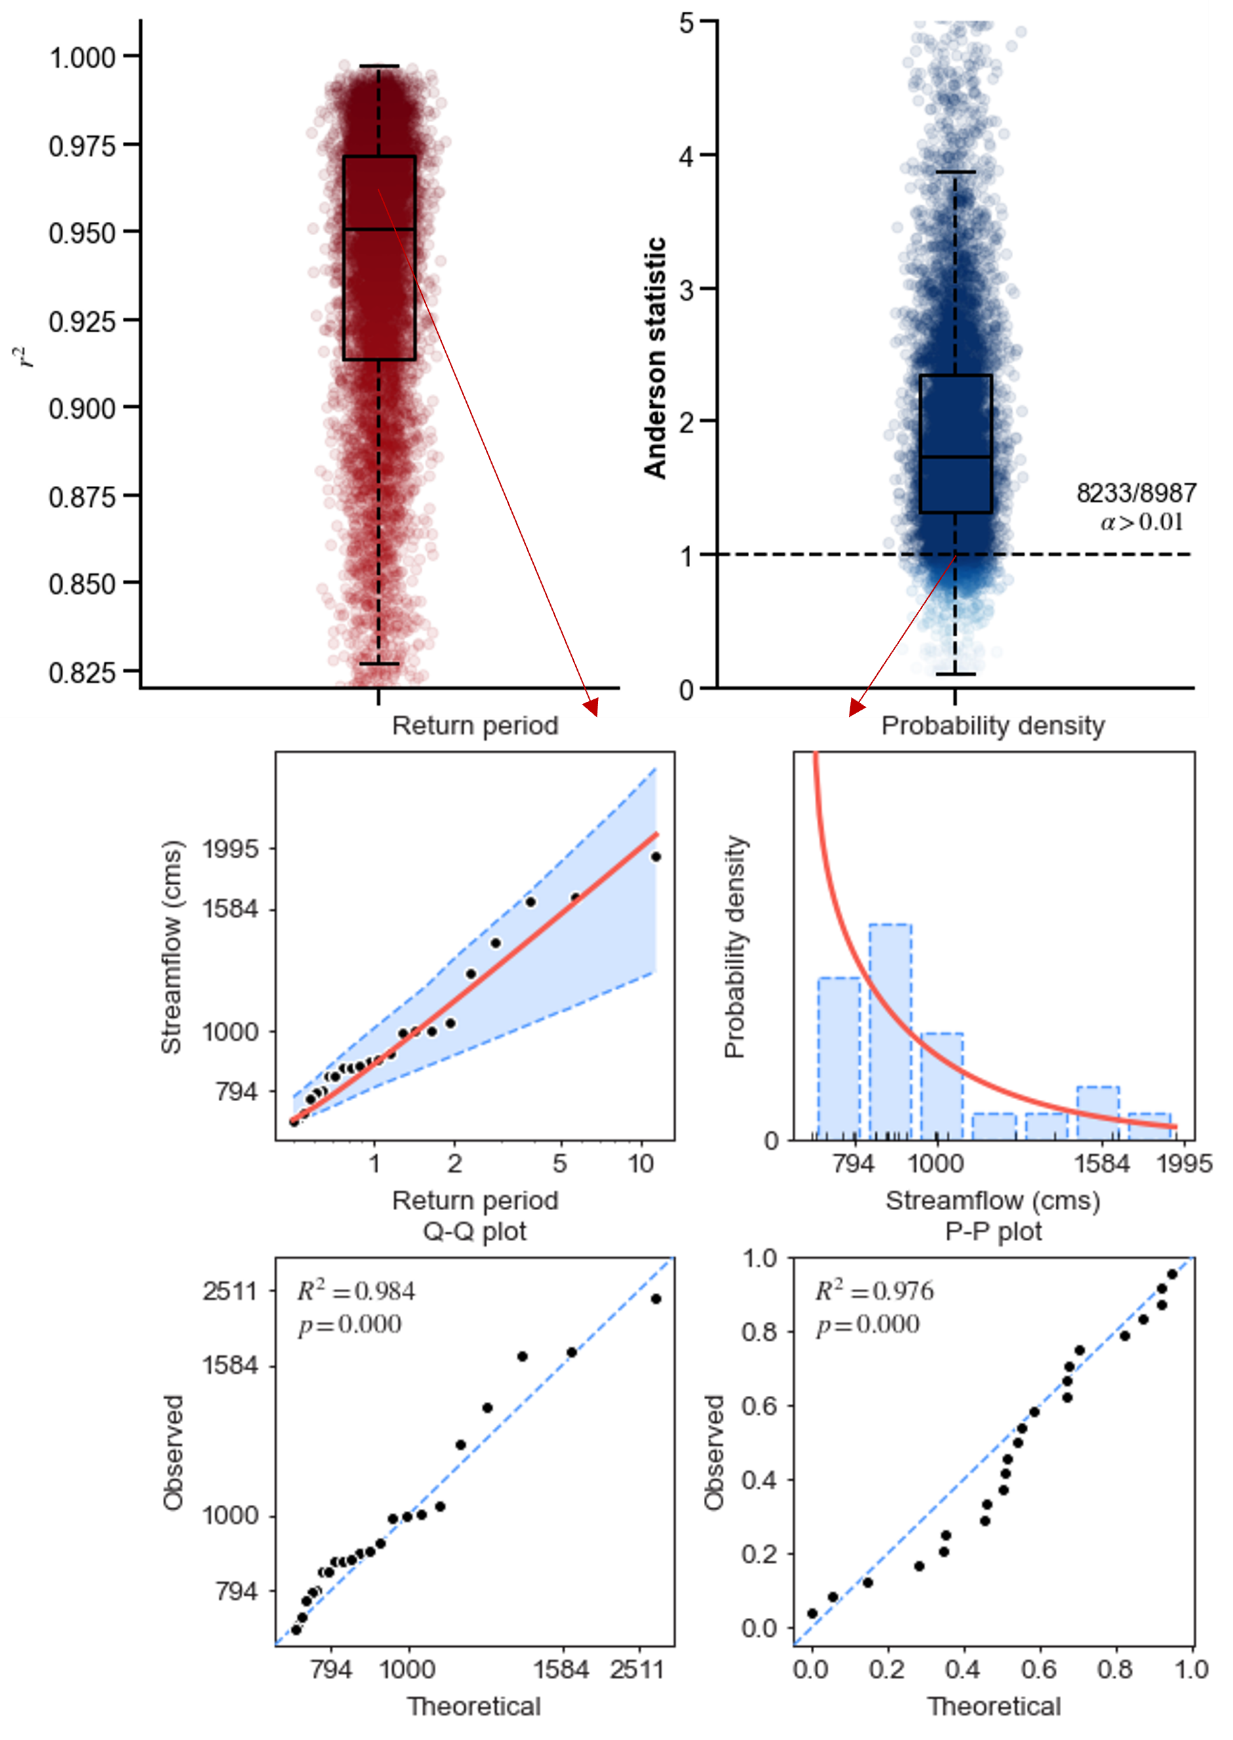 1.000
0.975
0.950
0.925
0.900
0.875
0.850
0.825
r²
5
4
3
2
1
0
Anderson statistic
8233/8987
α > 0.01
Return period
Streamflow (cms)
1995
1584
1000
794
1 2 5 10
Return period
Probability density
Probability density
0
794 1000 1584 1995
Streamflow (cms)
Q-Q plot
R² = 0.984
p = 0.000
Observed
2511
1584
1000
794
794 1000 1584 2511
Theoretical
P-P plot
R² = 0.976
p = 0.000
Observed
1.0
0.8
0.6
0.4
0.2
0.0
0.0 0.2 0.4 0.6 0.8 1.0
Theoretical